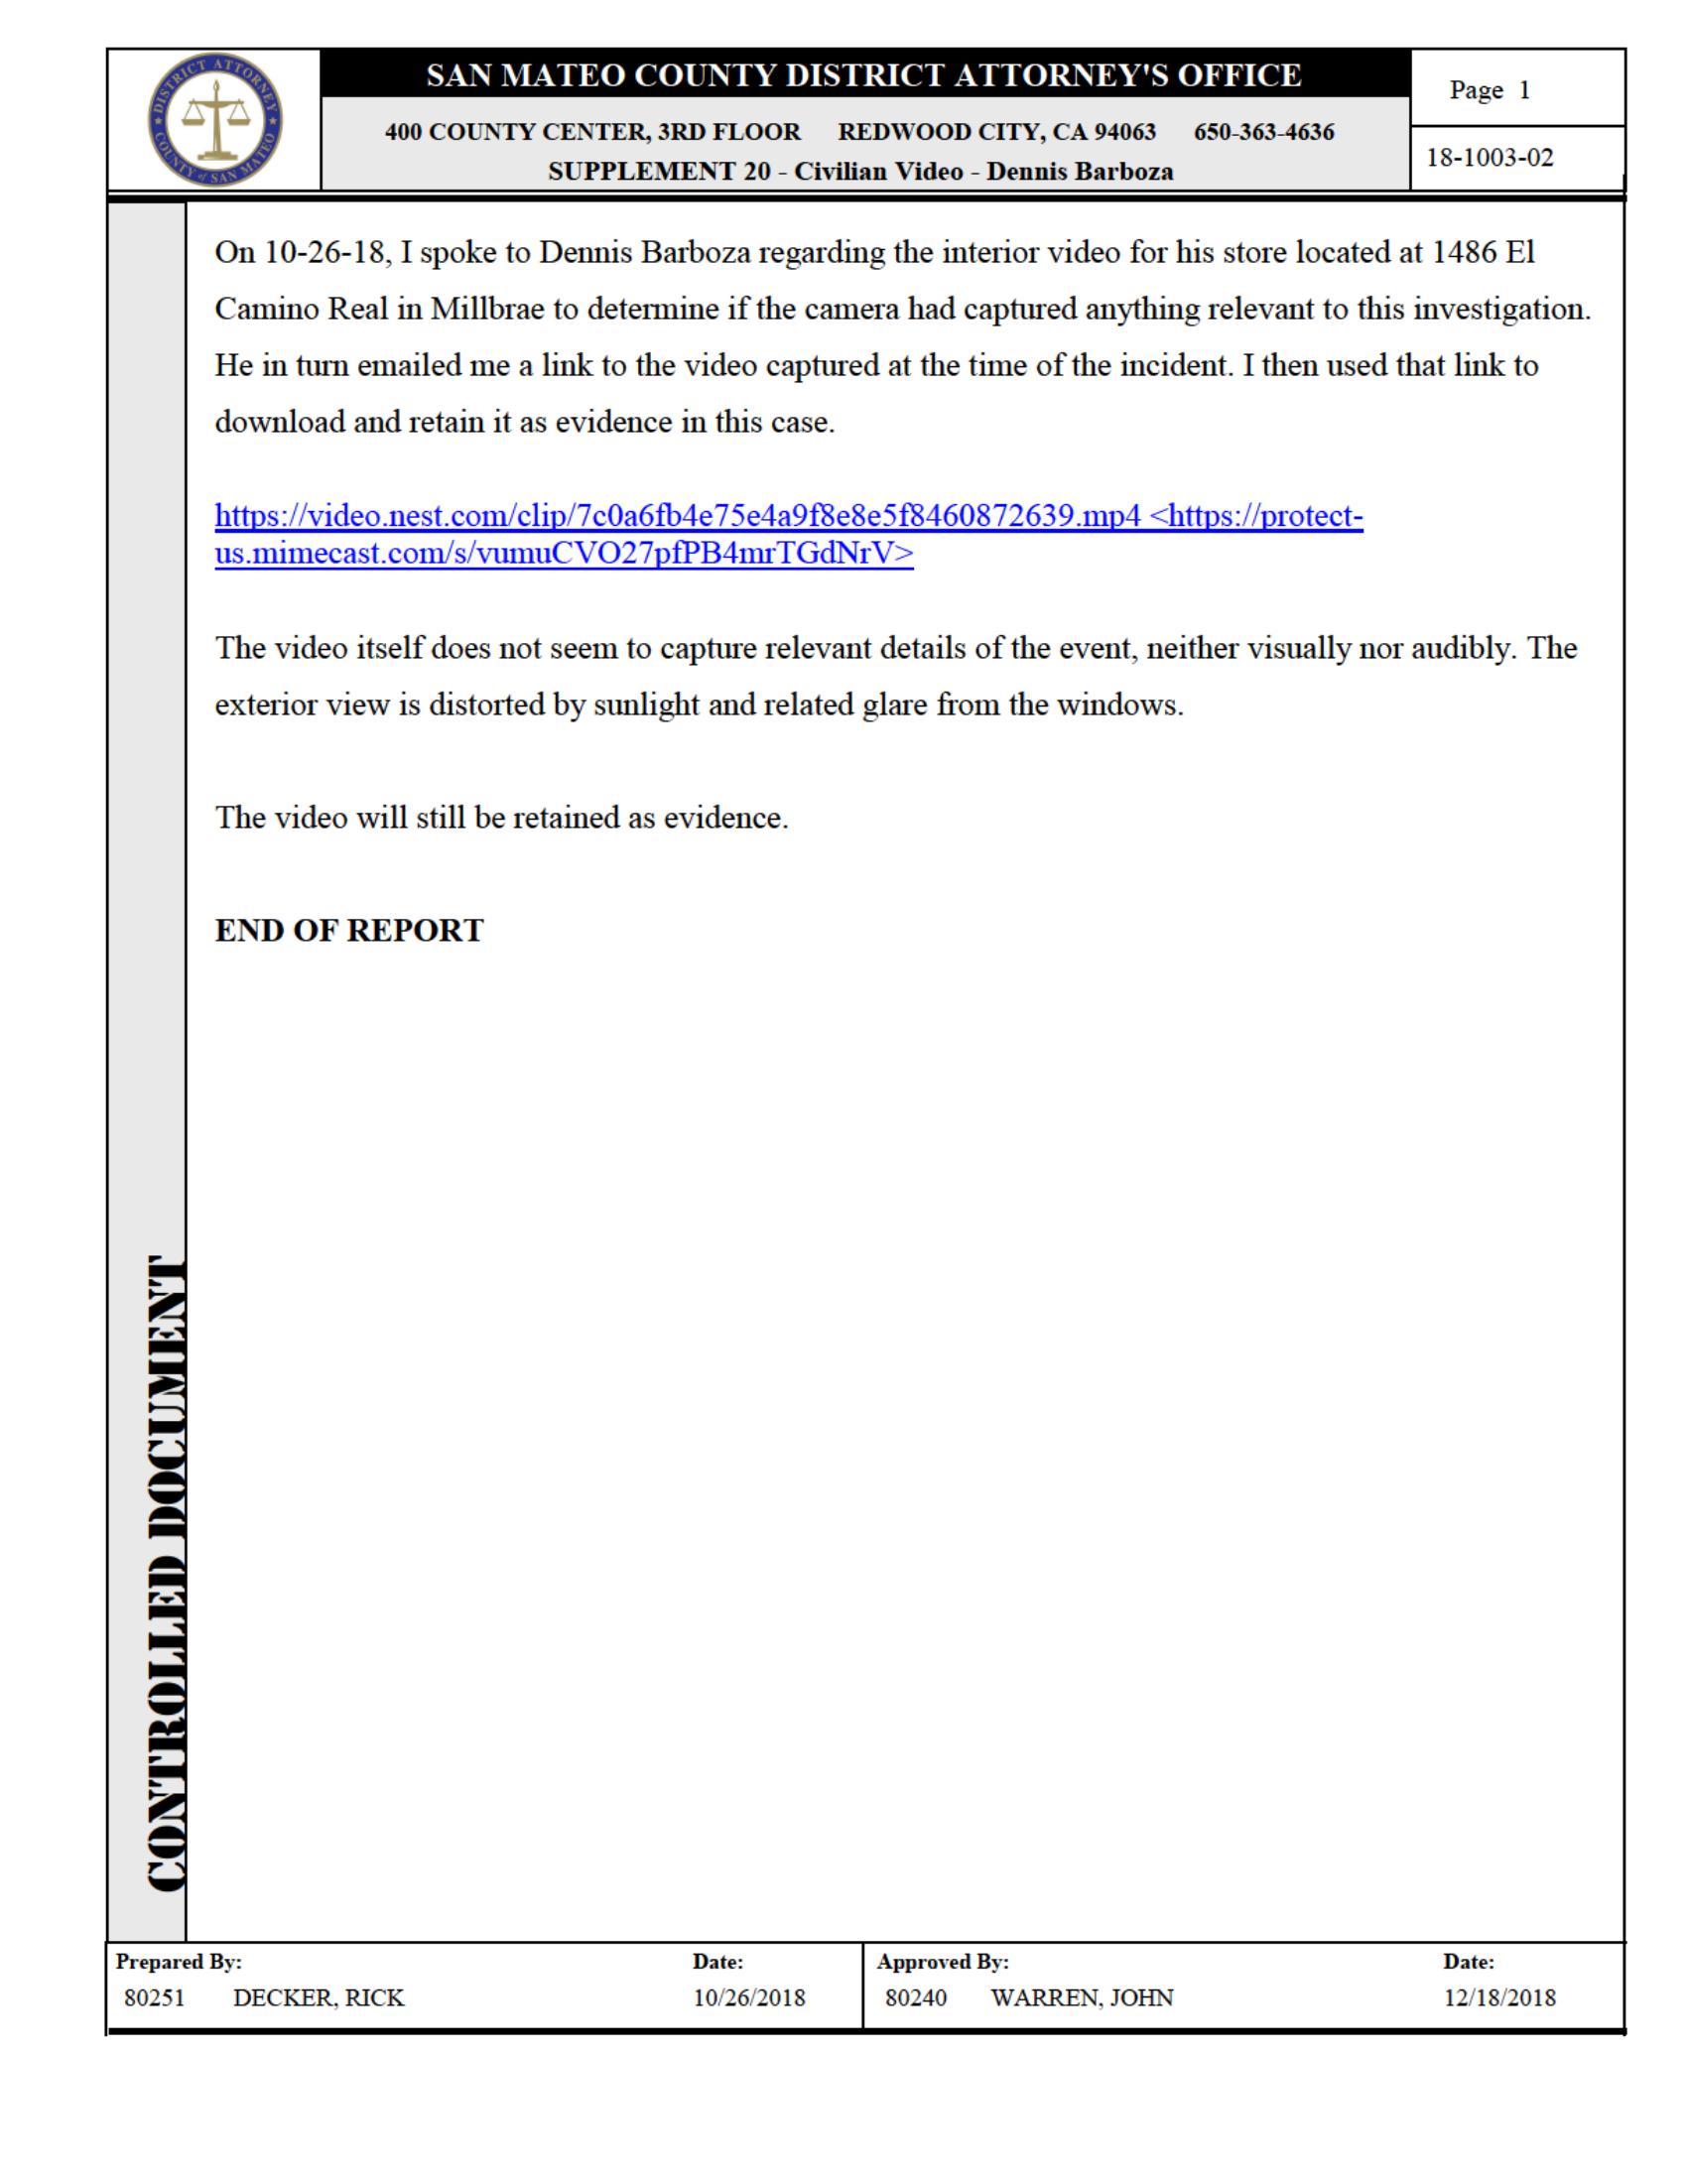 DISTRICT ATTORNEY
COUNTY of SAN MATEO
SAN MATEO COUNTY DISTRICT ATTORNEY'S OFFICE
400 COUNTY CENTER, 3RD FLOOR REDWOOD CITY, CA 94063 650-363-4636
SUPPLEMENT 20 - Civilian Video - Dennis Barboza
Page 1
18-1003-02
On 10-26-18, I spoke to Dennis Barboza regarding the interior video for his store located at 1486 El
Camino Real in Millbrae to determine if the camera had captured anything relevant to this investigation.
He in turn emailed me a link to the video captured at the time of the incident. I then used that link to
download and retain it as evidence in this case.
https://video.nest.com/clip/7c0a6fb4e75e4a9f8e8e5f8460872639.mp4 <https://protect-
us.mimecast.com/s/vumuCVO27pfPB4mrTGdNrV>
The video itself does not seem to capture relevant details of the event, neither visually nor audibly. The
exterior view is distorted by sunlight and related glare from the windows.
The video will still be retained as evidence.
END OF REPORT
CONTROLLED DOCUMENT
Prepared By: Date: Approved By: Date:
80251 DECKER, RICK 10/26/2018 80240 WARREN, JOHN 12/18/2018